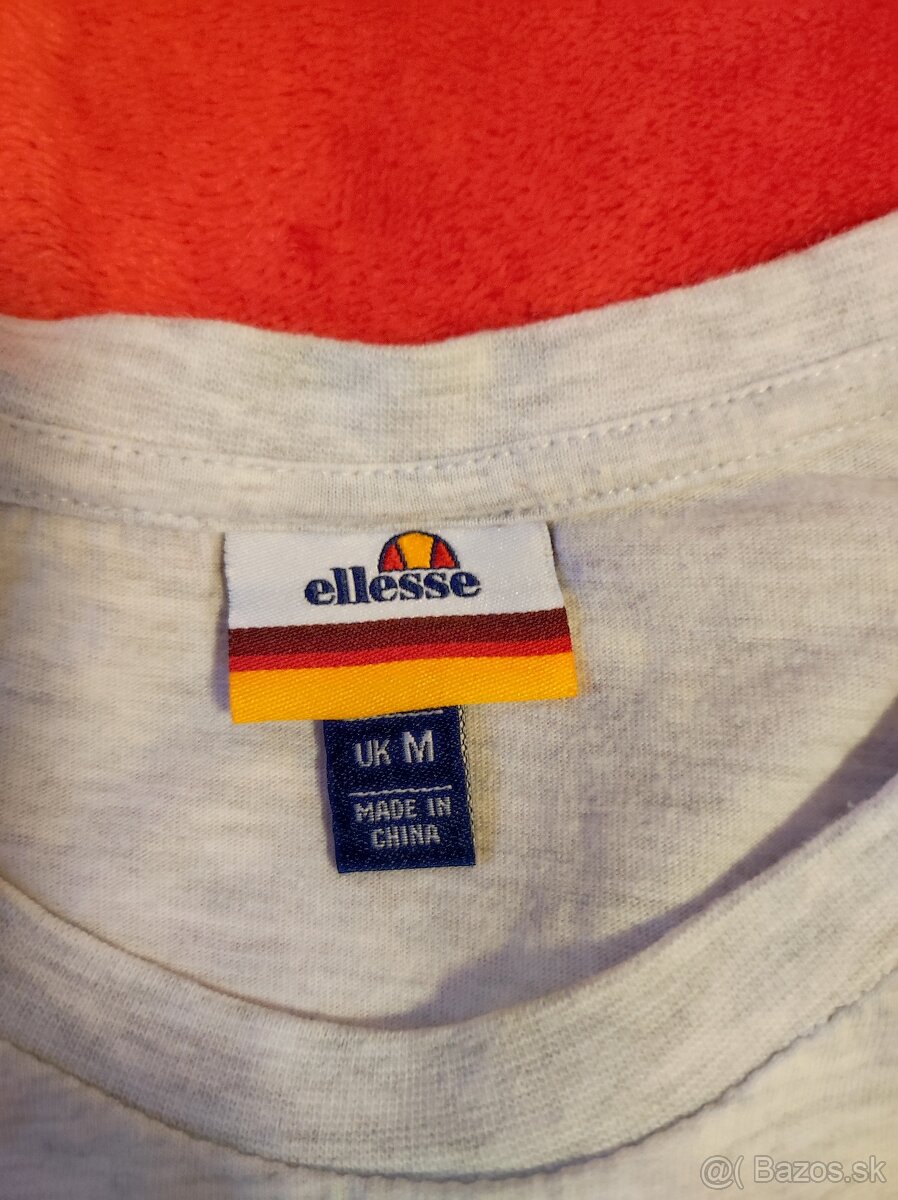 ellesse
UK M
MADE IN
CHINA
@( Bazos.sk